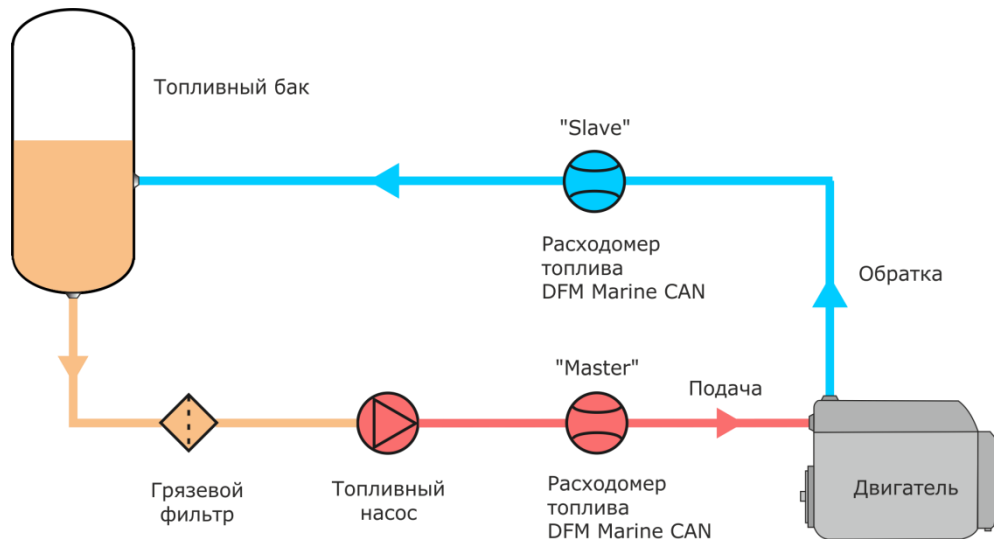 Топливный бак
"Slave"
Расходомер
топлива
DFM Marine CAN
Обратка
"Master"
Подача
Грязевой
фильтр
Топливный
насос
Расходомер
топлива
DFM Marine CAN
Двигатель